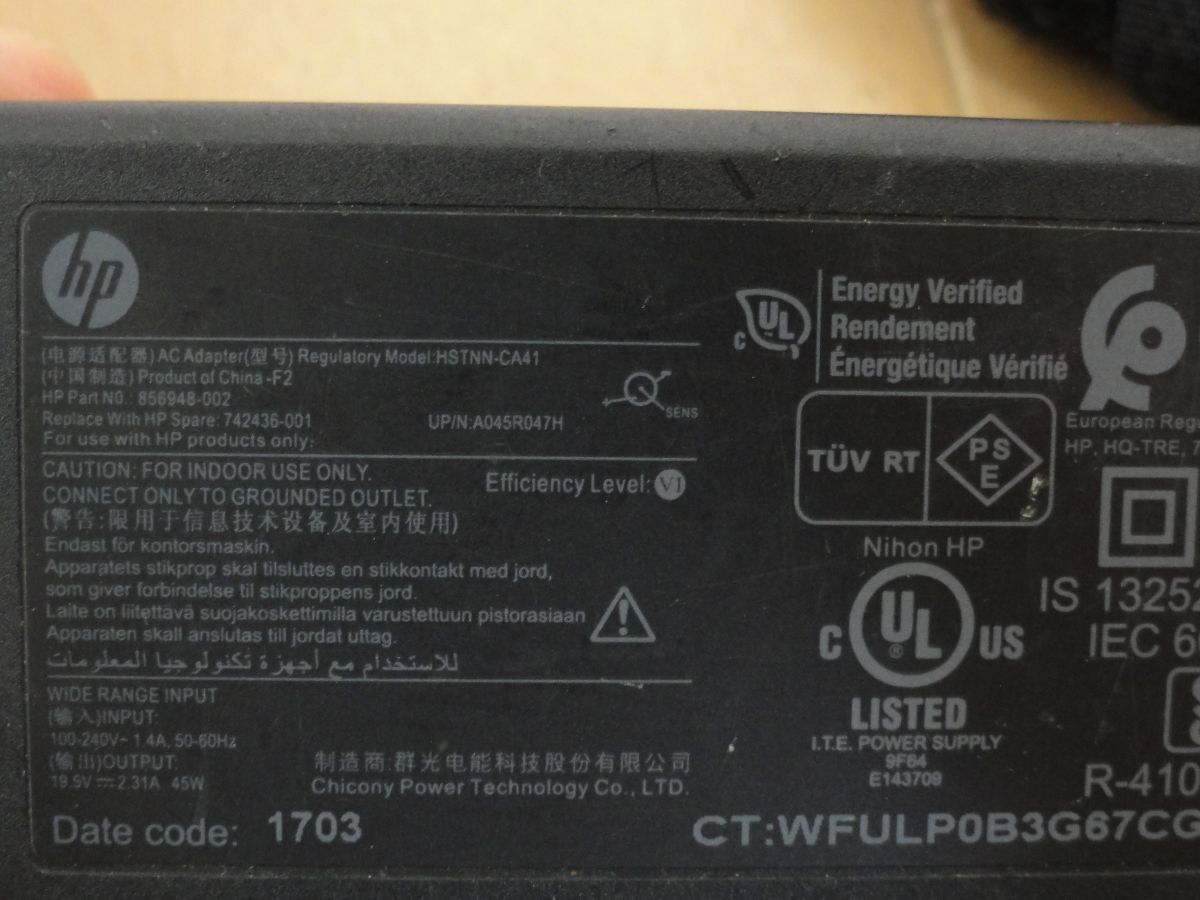 hp
(电源适配器) AC Adapter(型号) Regulatory Model:HSTNN-CA41
(中国制造) Product of China -F2
HP Part NO.: 856948-002
Replace With HP Spare: 742436-001
UP/N:A045R047H
For use with HP products only.
SENS
CAUTION: FOR INDOOR USE ONLY.
CONNECT ONLY TO GROUNDED OUTLET.
Efficiency Level: VI
(警告:限用于信息技术设备及室内使用)
Endast för kontorsmaskin.
Apparatets stikprop skal tilsluttes en stikkontakt med jord,
som giver forbindelse til stikproppens jord.
Laite on liitettävä suojakoskettimilla varustettuun pistorasiaan
Apparaten skall anslutas till jordat uttag.
للاستخدام مع أجهزة تكنولوجيا المعلومات
WIDE RANGE INPUT
(输入)INPUT:
100-240V~ 1.4A, 50-60Hz
(输出)OUTPUT:
19.5V⎓2.31A 45W
制造商:群光电能科技股份有限公司
Chicony Power Technology Co., LTD.
Date code: 1703
c UL
Energy Verified
Rendement
Énergétique Vérifié
TÜV RT
PS
E
Nihon HP
C UL ® US
LISTED
I.T.E. POWER SUPPLY
9F64
E143709
European Regu
HP, HQ-TRE, 7
IS 13252
IEC 6
R-410
CT:WFULP0B3G67CG